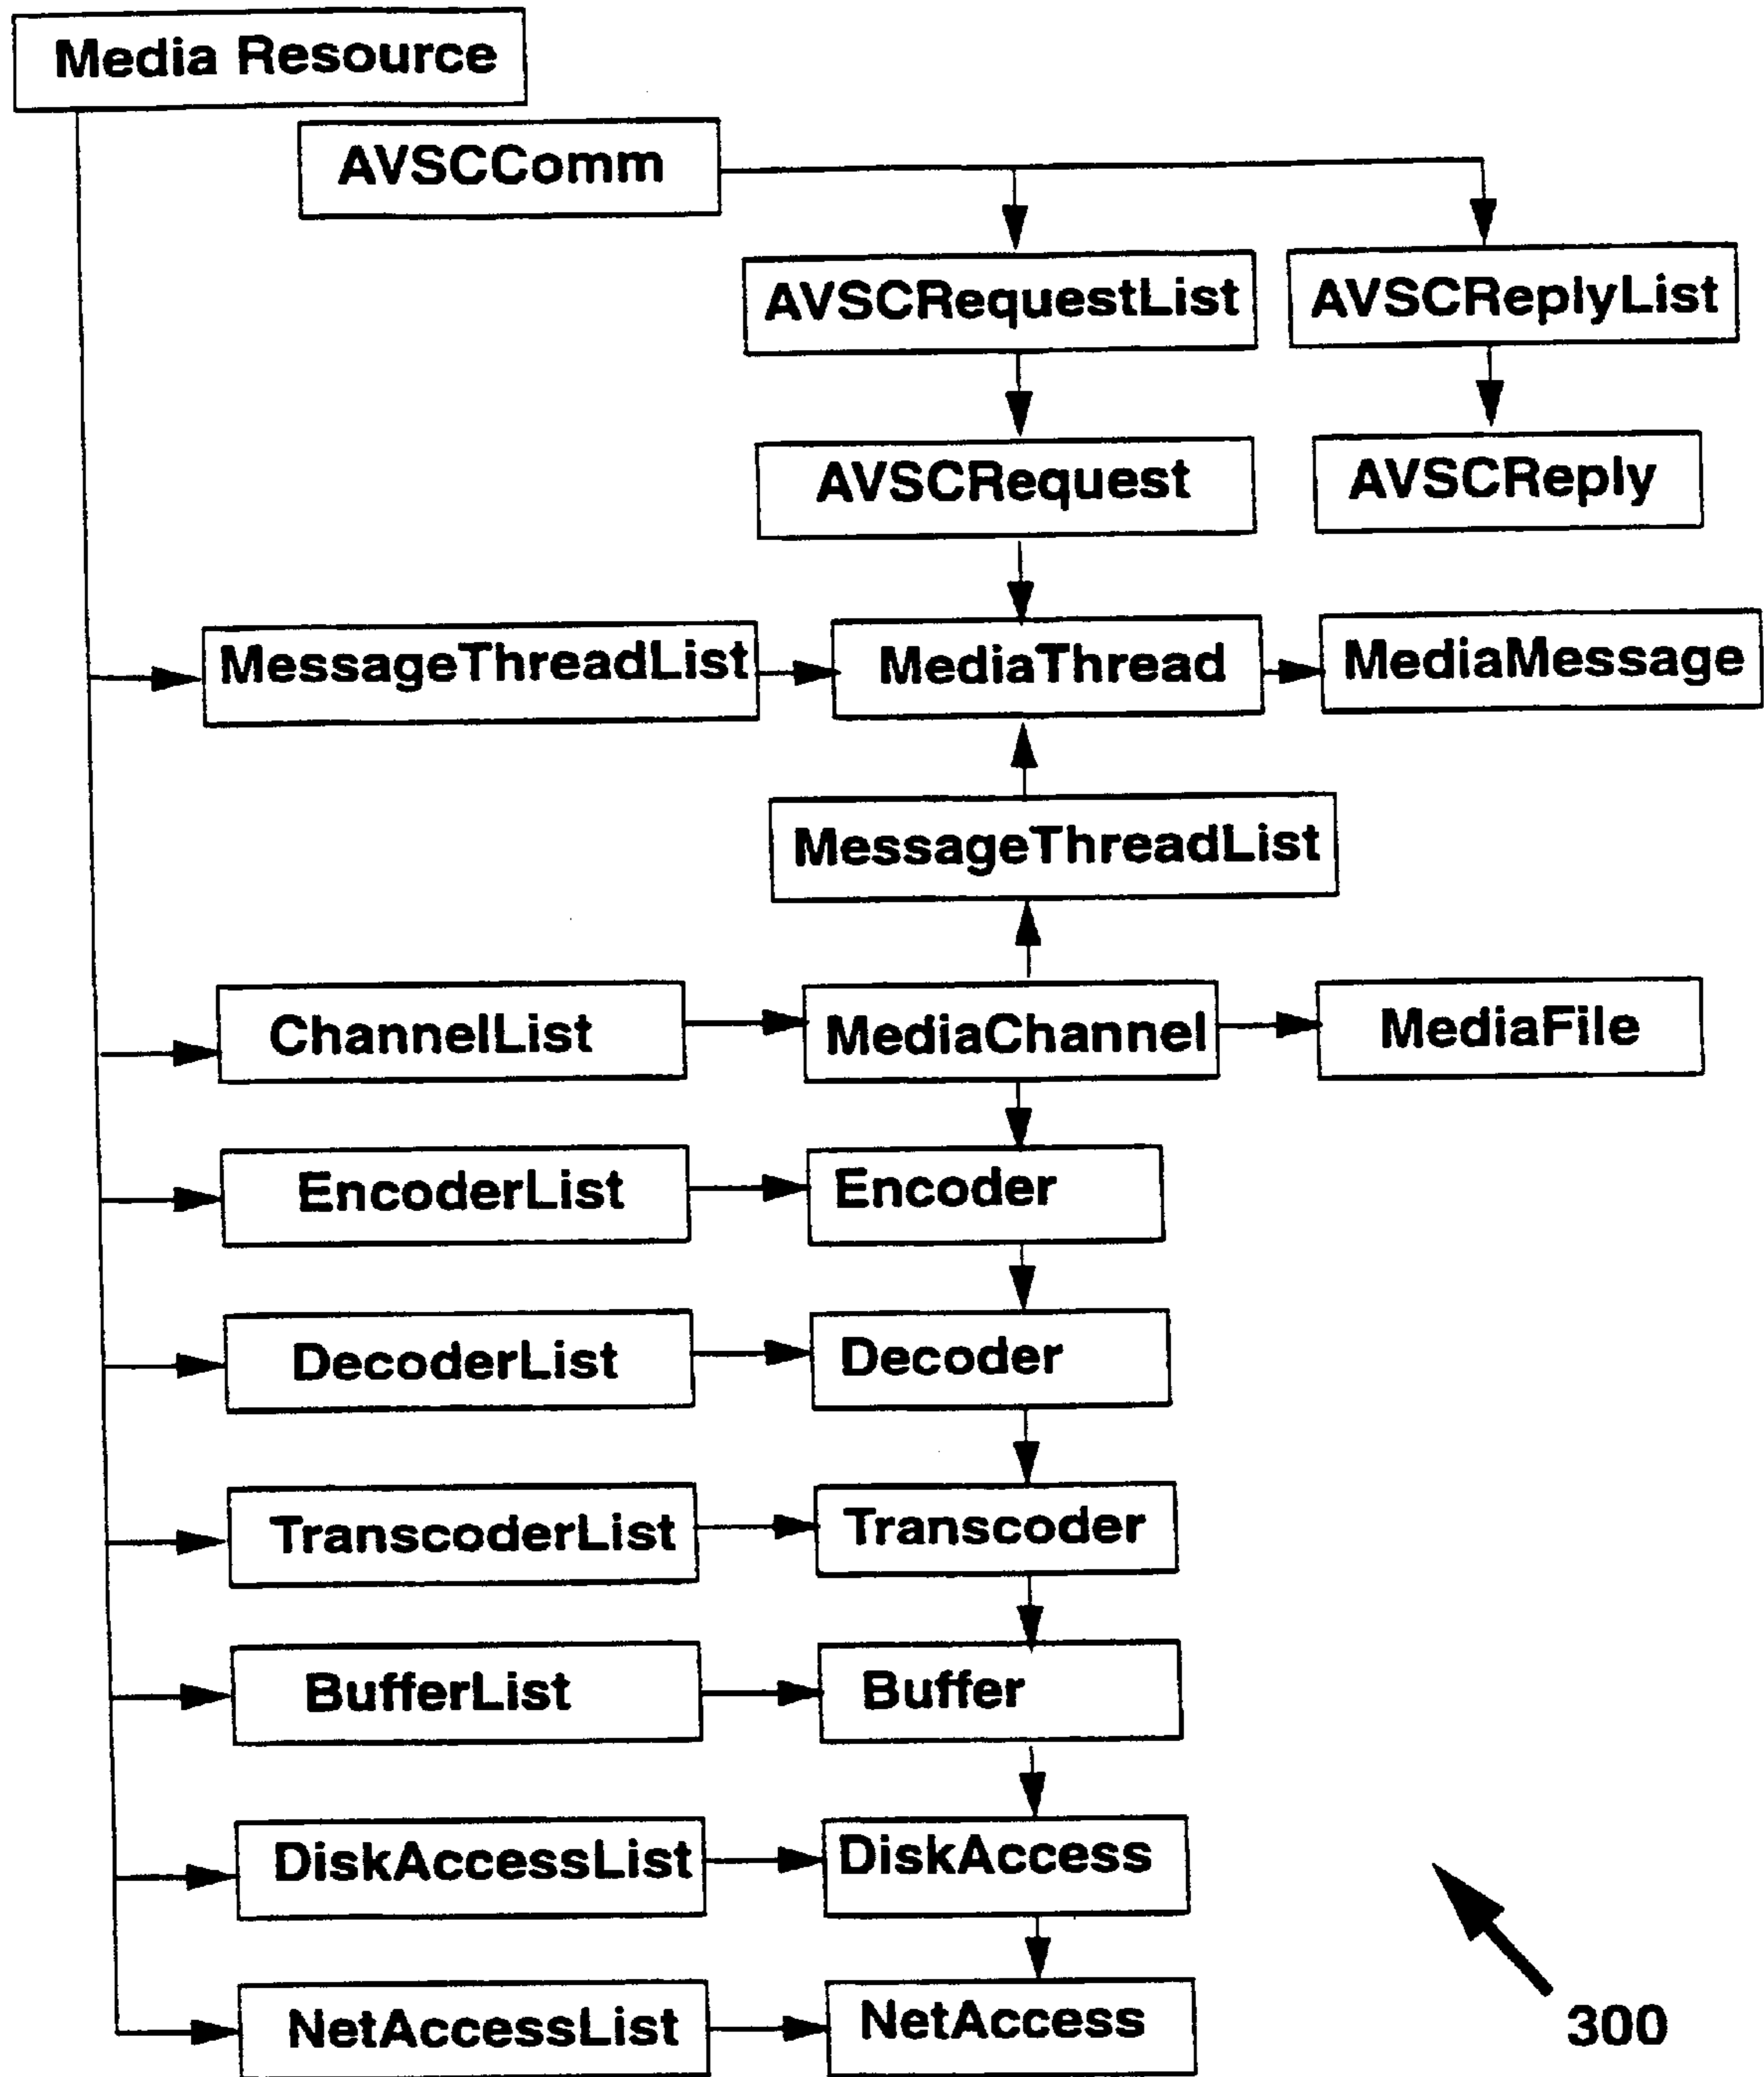 Media Resource
AVSCComm
AVSCRequestList
AVSCReplyList
AVSCRequest
AVSCReply
MessageThreadList
MediaThread
MediaMessage
MessageThreadList
ChannelList
MediaChannel
MediaFile
EncoderList
Encoder
DecoderList
Decoder
TranscoderList
Transcoder
BufferList
Buffer
DiskAccessList
DiskAccess
NetAccessList
NetAccess
300